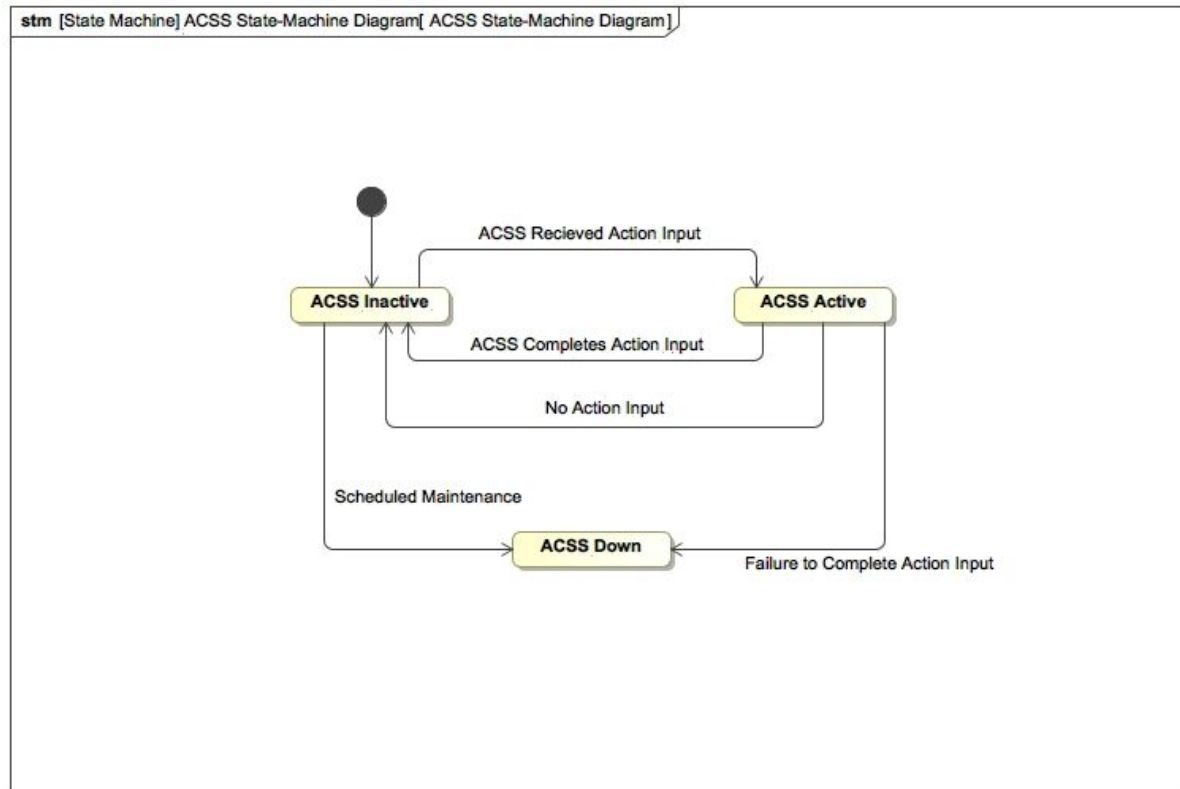 stm [State Machine] ACSS State-Machine Diagram[ ACSS State-Machine Diagram]
ACSS Recieved Action Input
ACSS Inactive
ACSS Active
ACSS Completes Action Input
No Action Input
Scheduled Maintenance
ACSS Down
Failure to Complete Action Input